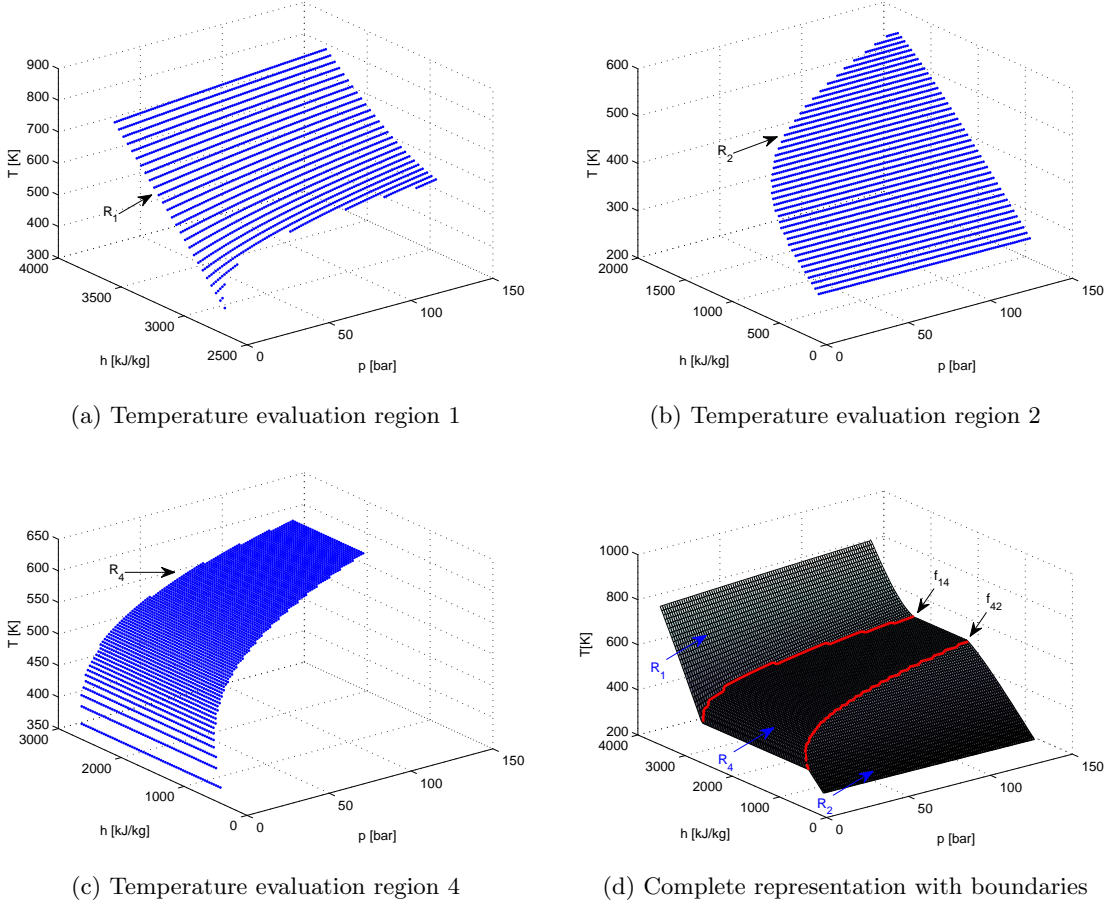 900
800
700
600
500
400
300
T [K]
R1
4000
3500
3000
2500
h [kJ/kg]
0
50
100
150
p [bar]
(a) Temperature evaluation region 1
600
500
400
300
200
T [K]
R2
2000
1500
1000
500
0
h [kJ/kg]
0
50
100
150
p [bar]
(b) Temperature evaluation region 2
650
600
550
500
450
400
350
T [K]
R4
3000
2000
1000
0
h [kJ/kg]
0
50
100
150
p [bar]
(c) Temperature evaluation region 4
1000
800
600
400
200
T[K]
f14
f42
R1
R4
R2
4000
3000
2000
1000
0
h [kJ/kg]
0
50
100
150
p [bar]
(d) Complete representation with boundaries